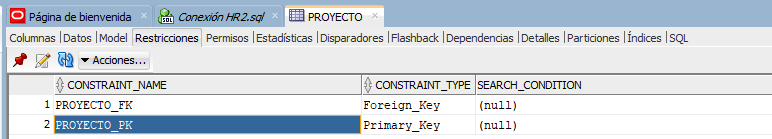 Página de bienvenida Conexión HR2.sql PROYECTO
Columnas Datos Model Restricciones Permisos Estadísticas Disparadores Flashback Dependencias Detalles Particiones Índices SQL
Acciones...
CONSTRAINT_NAME CONSTRAINT_TYPE SEARCH_CONDITION
1 PROYECTO_FK Foreign_Key (null)
2 PROYECTO_PK Primary_Key (null)